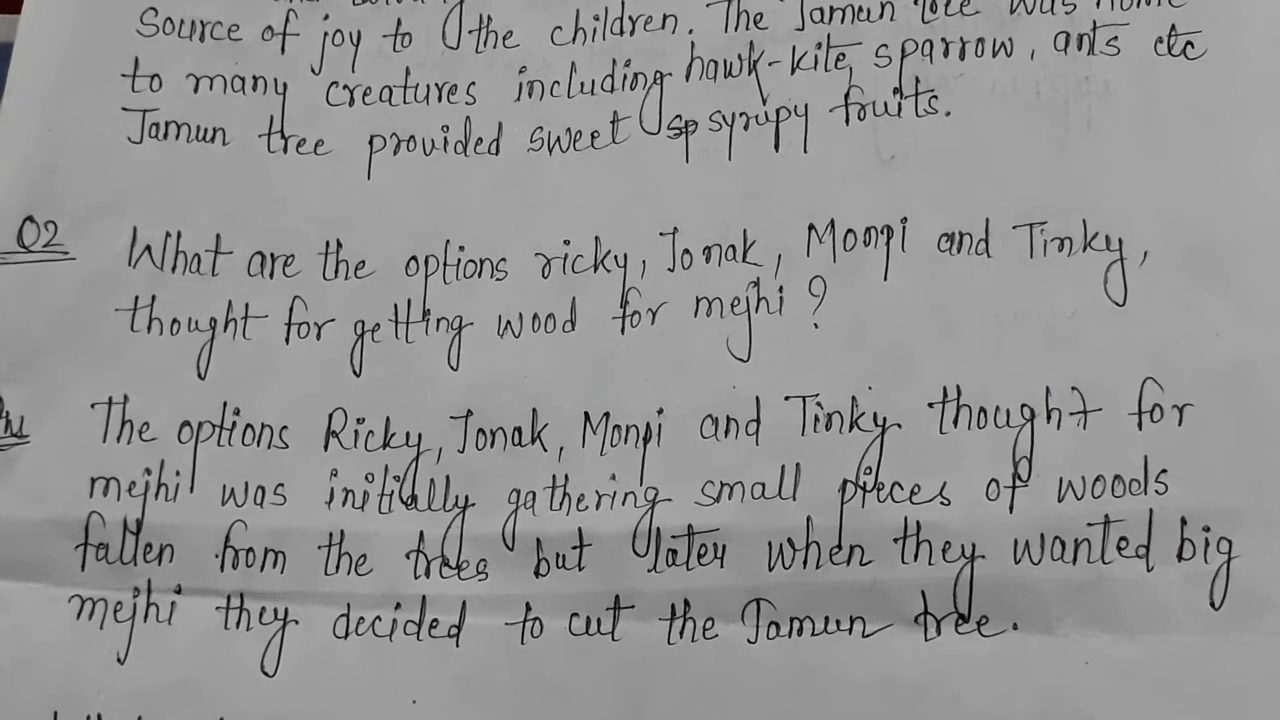 Source of joy to the children. The Jamun tree was home
to many creatures including hawk-kite, sparrow, ants etc
Jamun tree provided sweet sp syrupy fruits.
Q2 What are the options ricky, Jonak, Monpi and Tinky,
thought for getting wood for mejhi?
The options Ricky, Jonak, Monpi and Tinky thought for
mejhi was initially gathering small pieces of woods
fallen from the trees but later when they wanted big
mejhi they decided to cut the Jamun tree.